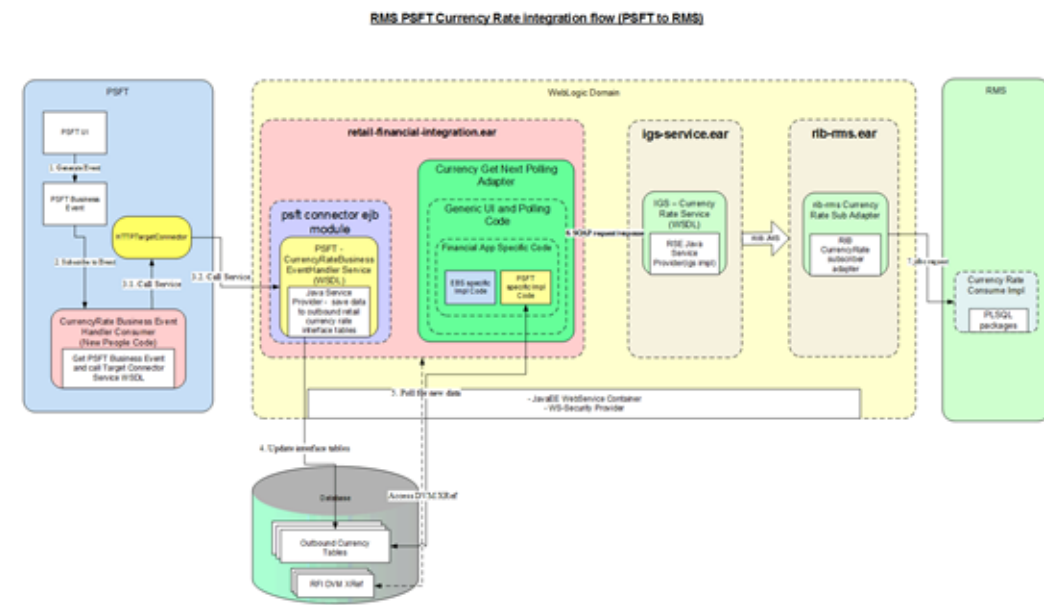 RMS PSFT Currency Rate integration flow (PSFT to RMS)
PSFT
PSFT UI
1. Generate Event
PSFT Business
Event
HTTPTargetConnector
2. Subscribe to Event
3.1. Call Service
3.2. Call Service
CurrencyRate Business Event
Handler Consumer
(New People Code)
Get PSFT Business Event
and call Target Connector
Service WSDL
WebLogic Domain
retail-financial-integration.ear
psft connector ejb
module
PSFT -
CurrencyRateBusiness
EventHandler Service
(WSDL)
Java Service
Provider - save data
to outbound retail
currency rate
interface tables
Currency Get Next Polling
Adapter
Generic UI and Polling
Code
Financial App Specific Code
EBS specific
Impl Code
PSFT
specific Impl
Code
6. SOAP request/response
igs-service.ear
IGS – Currency
Rate Service
(WSDL)
RSE Java
Service
Provider(igs impl)
rib-rms.ear
rib-rms Currency
Rate Sub Adapter
RIB
CurrencyRate
subscriber
adapter
RMS
Currency Rate
Consume Impl
PLSQL
packages
5. Poll for new data
- JavaEE WebService Container
- WS-Security Provider
4. Update interface tables
Access DVM XRef
Database
Outbound Currency
Tables
RFI DVM XRef